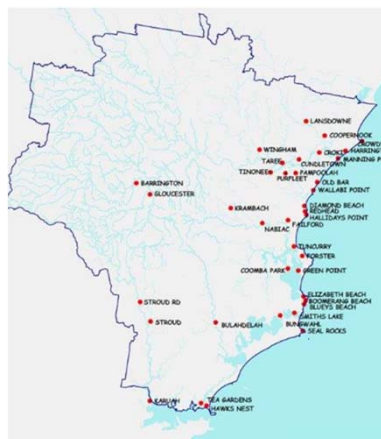 LANSDOWNE
COOPERNOOK
CROWDY
HARRINGTON
CROKI
MANNING P
WINGHAM
TAREE
CUNDLETOWN
TINONEE
PURFLEET
PAMPOOLAH
OLD BAR
WALLABI POINT
BARRINGTON
GLOUCESTER
KRAMBACH
DIAMOND BEACH
REDHEAD
HALLIDAYS POINT
FAILFORD
NABIAC
TUNCURRY
FORSTER
COOMBA PARK
GREEN POINT
ELIZABETH BEACH
BOOMERANG BEACH
BLUEYS BEACH
SMITHS LAKE
BUNGWAHL
SEAL ROCKS
STROUD RD
STROUD
BULAHDELAH
KARUAH
TEA GARDENS
HAWKS NEST